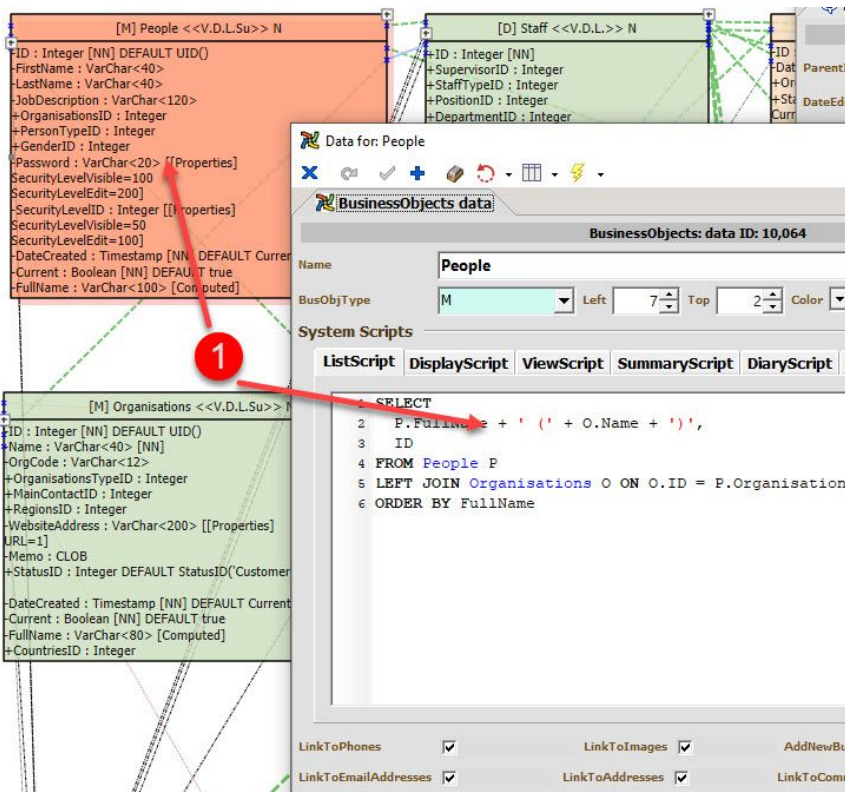 [M] People <<V.D.L.Su>> N
+ID : Integer [NN] DEFAULT UID()
-FirstName : VarChar<40>
-LastName : VarChar<40>
-JobDescription : VarChar<120>
+OrganisationsID : Integer
+PersonTypeID : Integer
+GenderID : Integer
-Password : VarChar<20> [[Properties]
SecurityLevelVisible=100
SecurityLevelEdit=200]
-SecurityLevelID : Integer [[Properties]
SecurityLevelVisible=50
SecurityLevelEdit=100]
-DateCreated : Timestamp [NN] DEFAULT Curren
-Current : Boolean [NN] DEFAULT true
-FullName : VarChar<100> [Computed]
[D] Staff <<V.D.L.>> N
+ID : Integer [NN]
+SupervisorID : Integer
+StaffTypeID : Integer
+PositionID : Integer
+DepartmentID : Integer
+ID :
-Dat
+Or
+Sta
Curr
ParentI
DateEd
1
[M] Organisations <<V.D.L.Su>> N
+ID : Integer [NN] DEFAULT UID()
-Name : VarChar<40> [NN]
-OrgCode : VarChar<12>
+OrganisationsTypeID : Integer
+MainContactID : Integer
+RegionsID : Integer
-WebsiteAddress : VarChar<200> [[Properties]
URL=1]
-Memo : CLOB
+StatusID : Integer DEFAULT StatusID('Customer
-DateCreated : Timestamp [NN] DEFAULT Current
-Current : Boolean [NN] DEFAULT true
-FullName : VarChar<80> [Computed]
+CountriesID : Integer
Data for: People
BusinessObjects data
BusinessObjects: data ID: 10,064
Name People
BusObjType M Left 7 Top 2 Color
System Scripts
ListScript DisplayScript ViewScript SummaryScript DiaryScript
1 SELECT
2 P.FullName + ' (' + O.Name + ')',
3 ID
4 FROM People P
5 LEFT JOIN Organisations O ON O.ID = P.Organisation
6 ORDER BY FullName
LinkToPhones LinkToImages AddNewBu
LinkToEmailAddresses LinkToAddresses LinkToCom